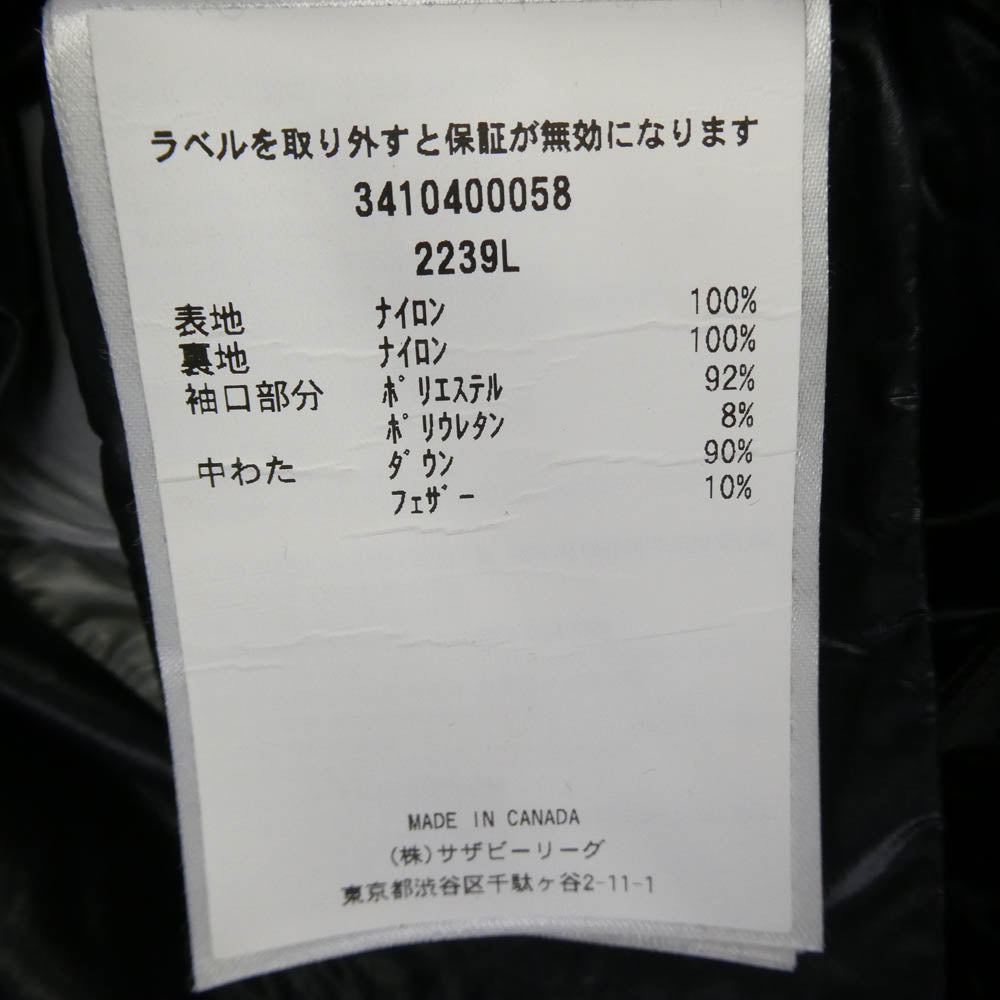 ラベルを取り外すと保証が無効になります
3410400058
2239L
表地 ﾅｲﾛﾝ 100%
裏地 ﾅｲﾛﾝ 100%
袖口部分 ﾎﾟﾘｴｽﾃﾙ 92%
ﾎﾟﾘｳﾚﾀﾝ 8%
中わた ﾀﾞｳﾝ 90%
ﾌｪｻﾞｰ 10%
MADE IN CANADA
(株)サザビーリーグ
東京都渋谷区千駄ヶ谷2-11-1